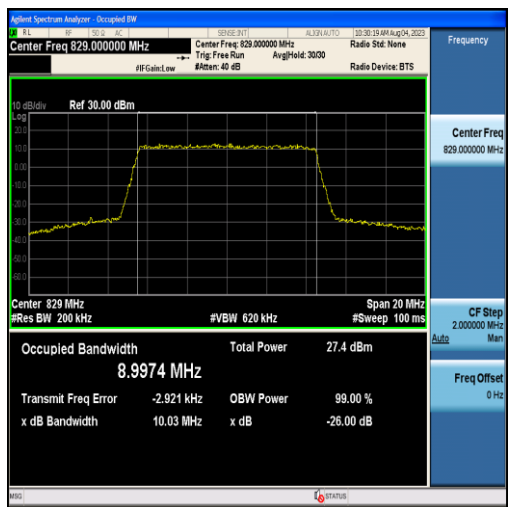 Agilent Spectrum Analyzer - Occupied BW
RL RF 50 Ω AC SENSE:INT ALIGN AUTO 10:30:19 AM Aug 04, 2023
Center Freq 829.000000 MHz
Center Freq: 829.000000 MHz
Radio Std: None
Trig: Free Run
Avg|Hold: 30/30
#IFGain:Low
#Atten: 40 dB
Radio Device: BTS
Frequency
10 dB/div Ref 30.00 dBm
Log
20.0
10.0
0.00
-10.0
-20.0
-30.0
-40.0
-50.0
-60.0
Center 829 MHz
Span 20 MHz
#Res BW 200 kHz
#VBW 620 kHz
#Sweep 100 ms
Center Freq
829.000000 MHz
CF Step
2.000000 MHz
Auto Man
Freq Offset
0 Hz
Occupied Bandwidth
Total Power 27.4 dBm
8.9974 MHz
Transmit Freq Error -2.921 kHz OBW Power 99.00 %
x dB Bandwidth 10.03 MHz x dB -26.00 dB
MSG
STATUS